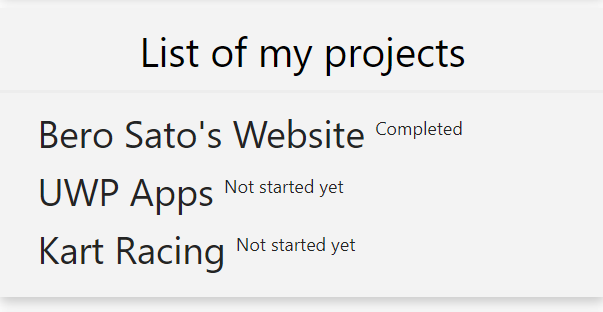 List of my projects
Bero Sato's Website Completed
UWP Apps Not started yet
Kart Racing Not started yet